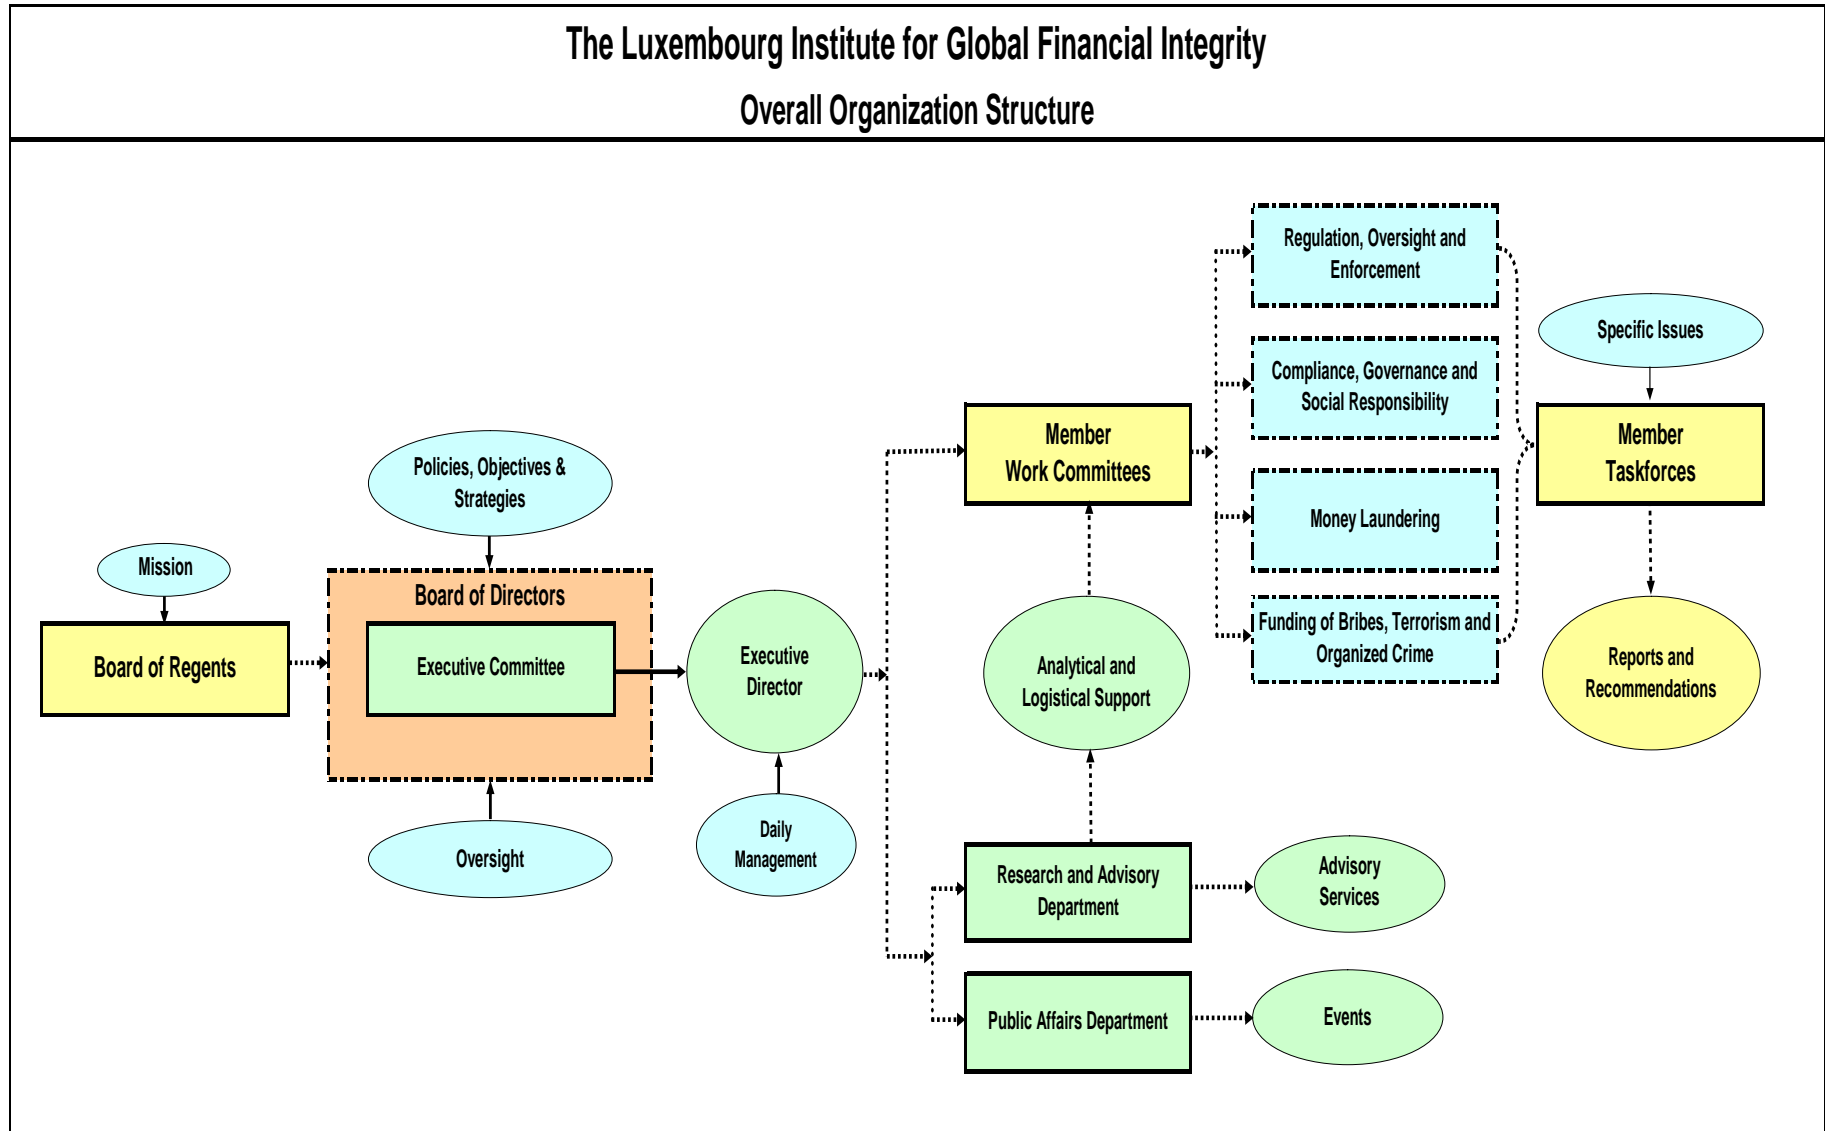 The Luxembourg Institute for Global Financial Integrity
Overall Organization Structure
Mission
Board of Regents
Policies, Objectives &
Strategies
Board of Directors
Executive Committee
Oversight
Executive
Director
Daily
Management
Member
Work Committees
Analytical and
Logistical Support
Research and Advisory
Department
Public Affairs Department
Advisory
Services
Events
Regulation, Oversight and
Enforcement
Compliance, Governance and
Social Responsibility
Money Laundering
Funding of Bribes, Terrorism and
Organized Crime
Specific Issues
Member
Taskforces
Reports and
Recommendations